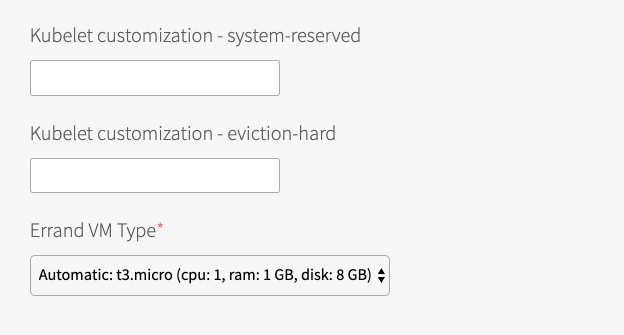 Kubelet customization - system-reserved
Kubelet customization - eviction-hard
Errand VM Type*
Automatic: t3.micro (cpu: 1, ram: 1 GB, disk: 8 GB)